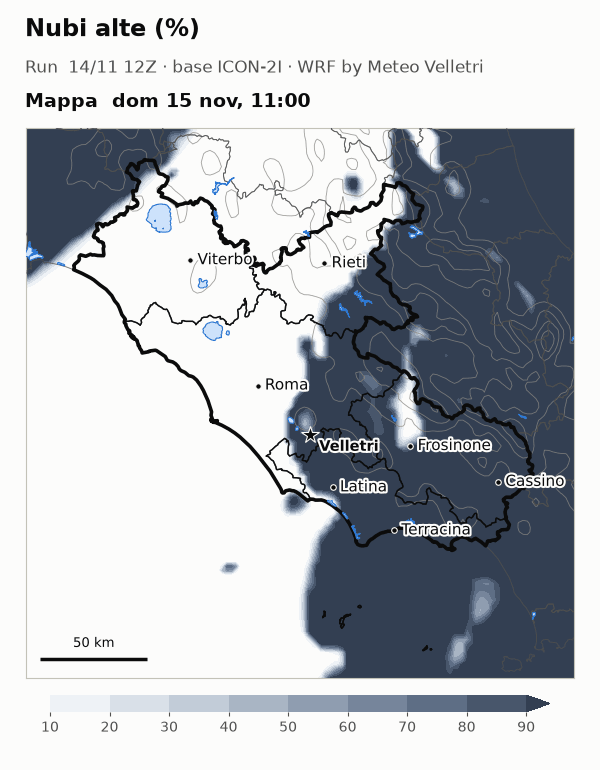 Nubi alte (%)
Run 14/11 12Z · base ICON-2I · WRF by Meteo Velletri
Mappa dom 15 nov, 11:00
Viterbo
Rieti
Roma
Velletri
Frosinone
Latina
Cassino
Terracina
50 km
10 20 30 40 50 60 70 80 90